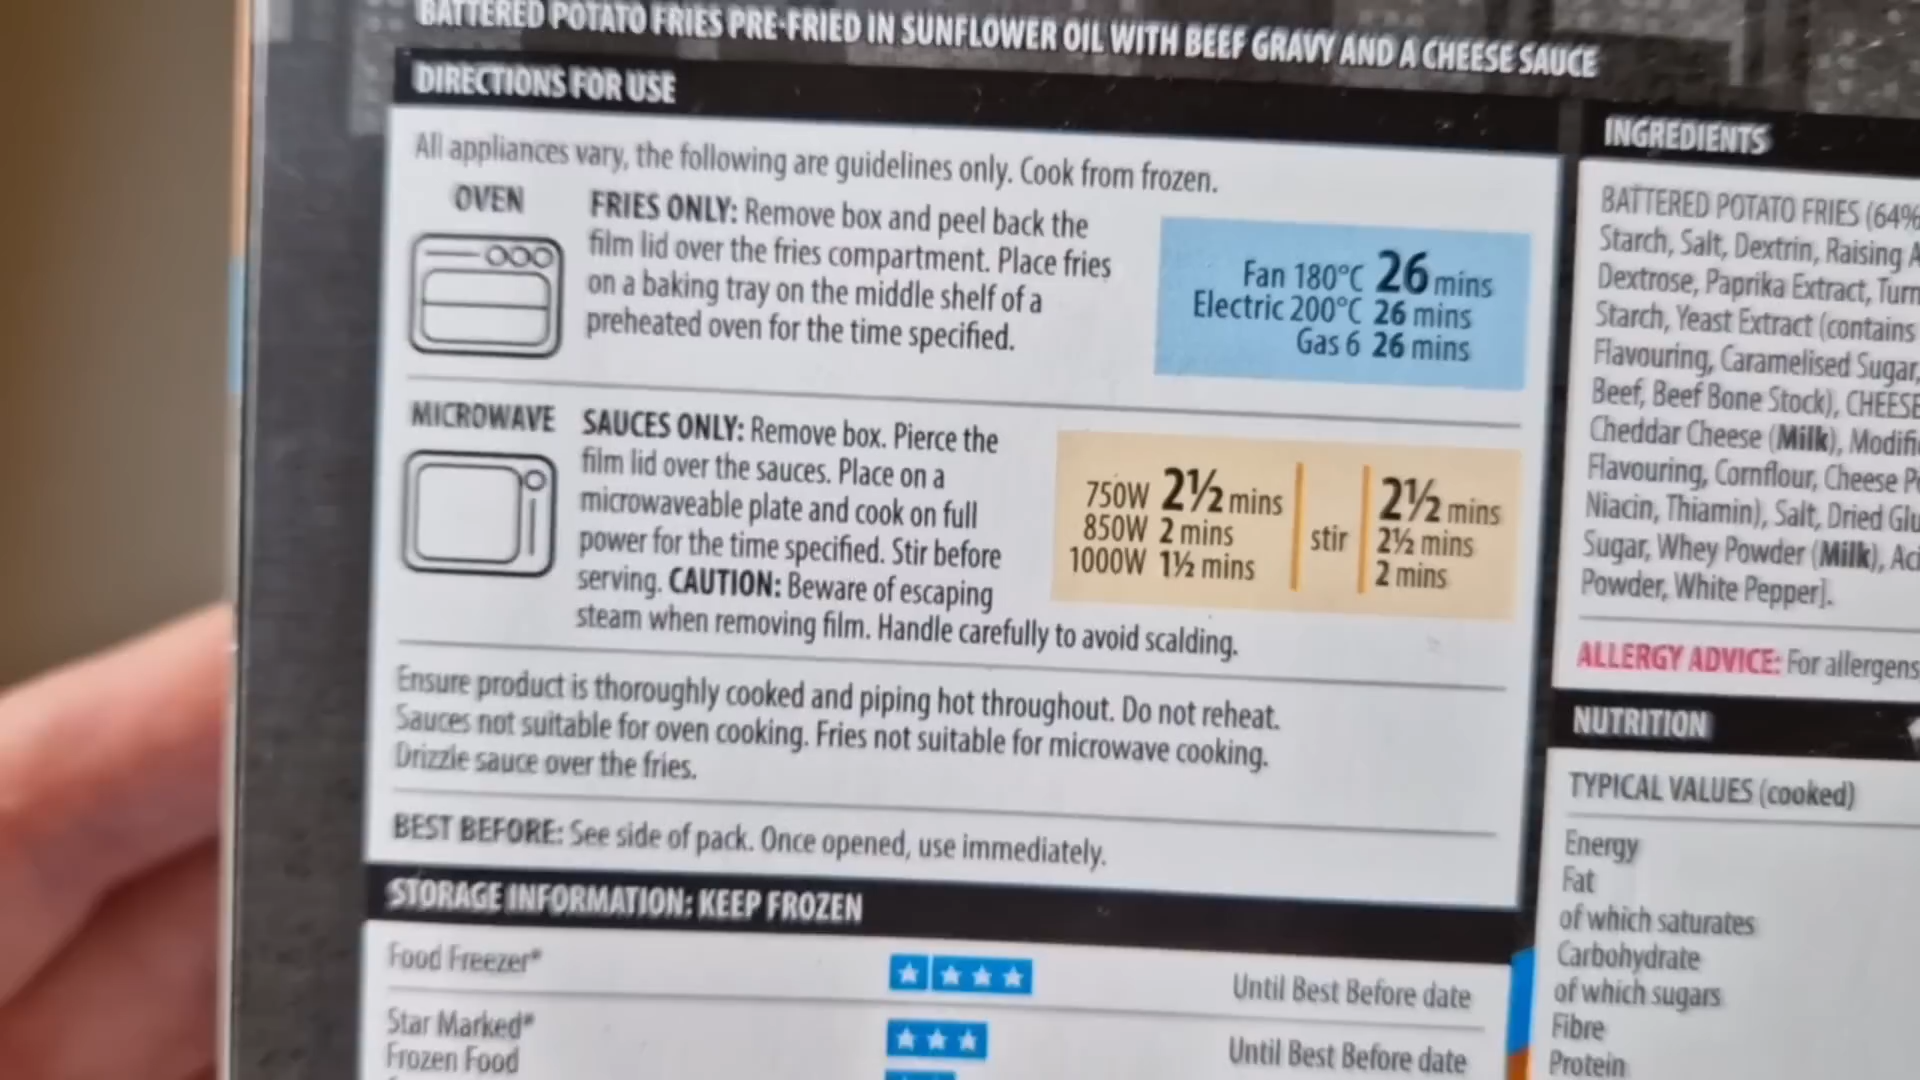 BATTERED POTATO FRIES PRE-FRIED IN SUNFLOWER OIL WITH BEEF GRAVY AND A CHEESE SAUCE
DIRECTIONS FOR USE
All appliances vary, the following are guidelines only. Cook from frozen.
OVEN
FRIES ONLY: Remove box and peel back the
film lid over the fries compartment. Place fries
on a baking tray on the middle shelf of a
preheated oven for the time specified.
Fan 180°C 26 mins
Electric 200°C 26 mins
Gas 6 26 mins
MICROWAVE
SAUCES ONLY: Remove box. Pierce the
film lid over the sauces. Place on a
microwaveable plate and cook on full
power for the time specified. Stir before
serving. CAUTION: Beware of escaping
steam when removing film. Handle carefully to avoid scalding.
750W 2½ mins
850W 2 mins
1000W 1½ mins
stir
2½ mins
2½ mins
2 mins
Ensure product is thoroughly cooked and piping hot throughout. Do not reheat.
Sauces not suitable for oven cooking. Fries not suitable for microwave cooking.
Drizzle sauce over the fries.
BEST BEFORE: See side of pack. Once opened, use immediately.
STORAGE INFORMATION: KEEP FROZEN
Food Freezer* Until Best Before date
Star Marked*
Frozen Food
Until Best Before date
INGREDIENTS
BATTERED POTATO FRIES (64%
Starch, Salt, Dextrin, Raising
Dextrose, Paprika Extract,
Starch, Yeast Extract (contains
Flavouring, Caramelised Sugar,
Beef, Beef Bone Stock), CHEESE
Cheddar Cheese (Milk),
Flavouring, Cornflour, Cheese
Niacin, Thiamin), Salt, Dried
Sugar, Whey Powder (Milk),
Powder, White Pepper].
ALLERGY ADVICE: For allergens
NUTRITION
TYPICAL VALUES (cooked)
Energy
Fat
of which saturates
Carbohydrate
of which sugars
Fibre
Protein